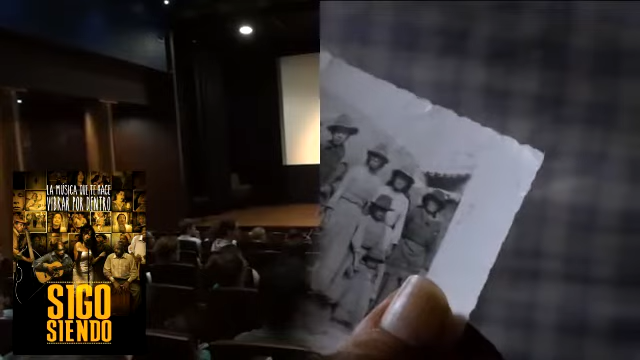 LA MÚSICA QUE TE HACE
VIBRAR POR DENTRO
SIGO
SIENDO